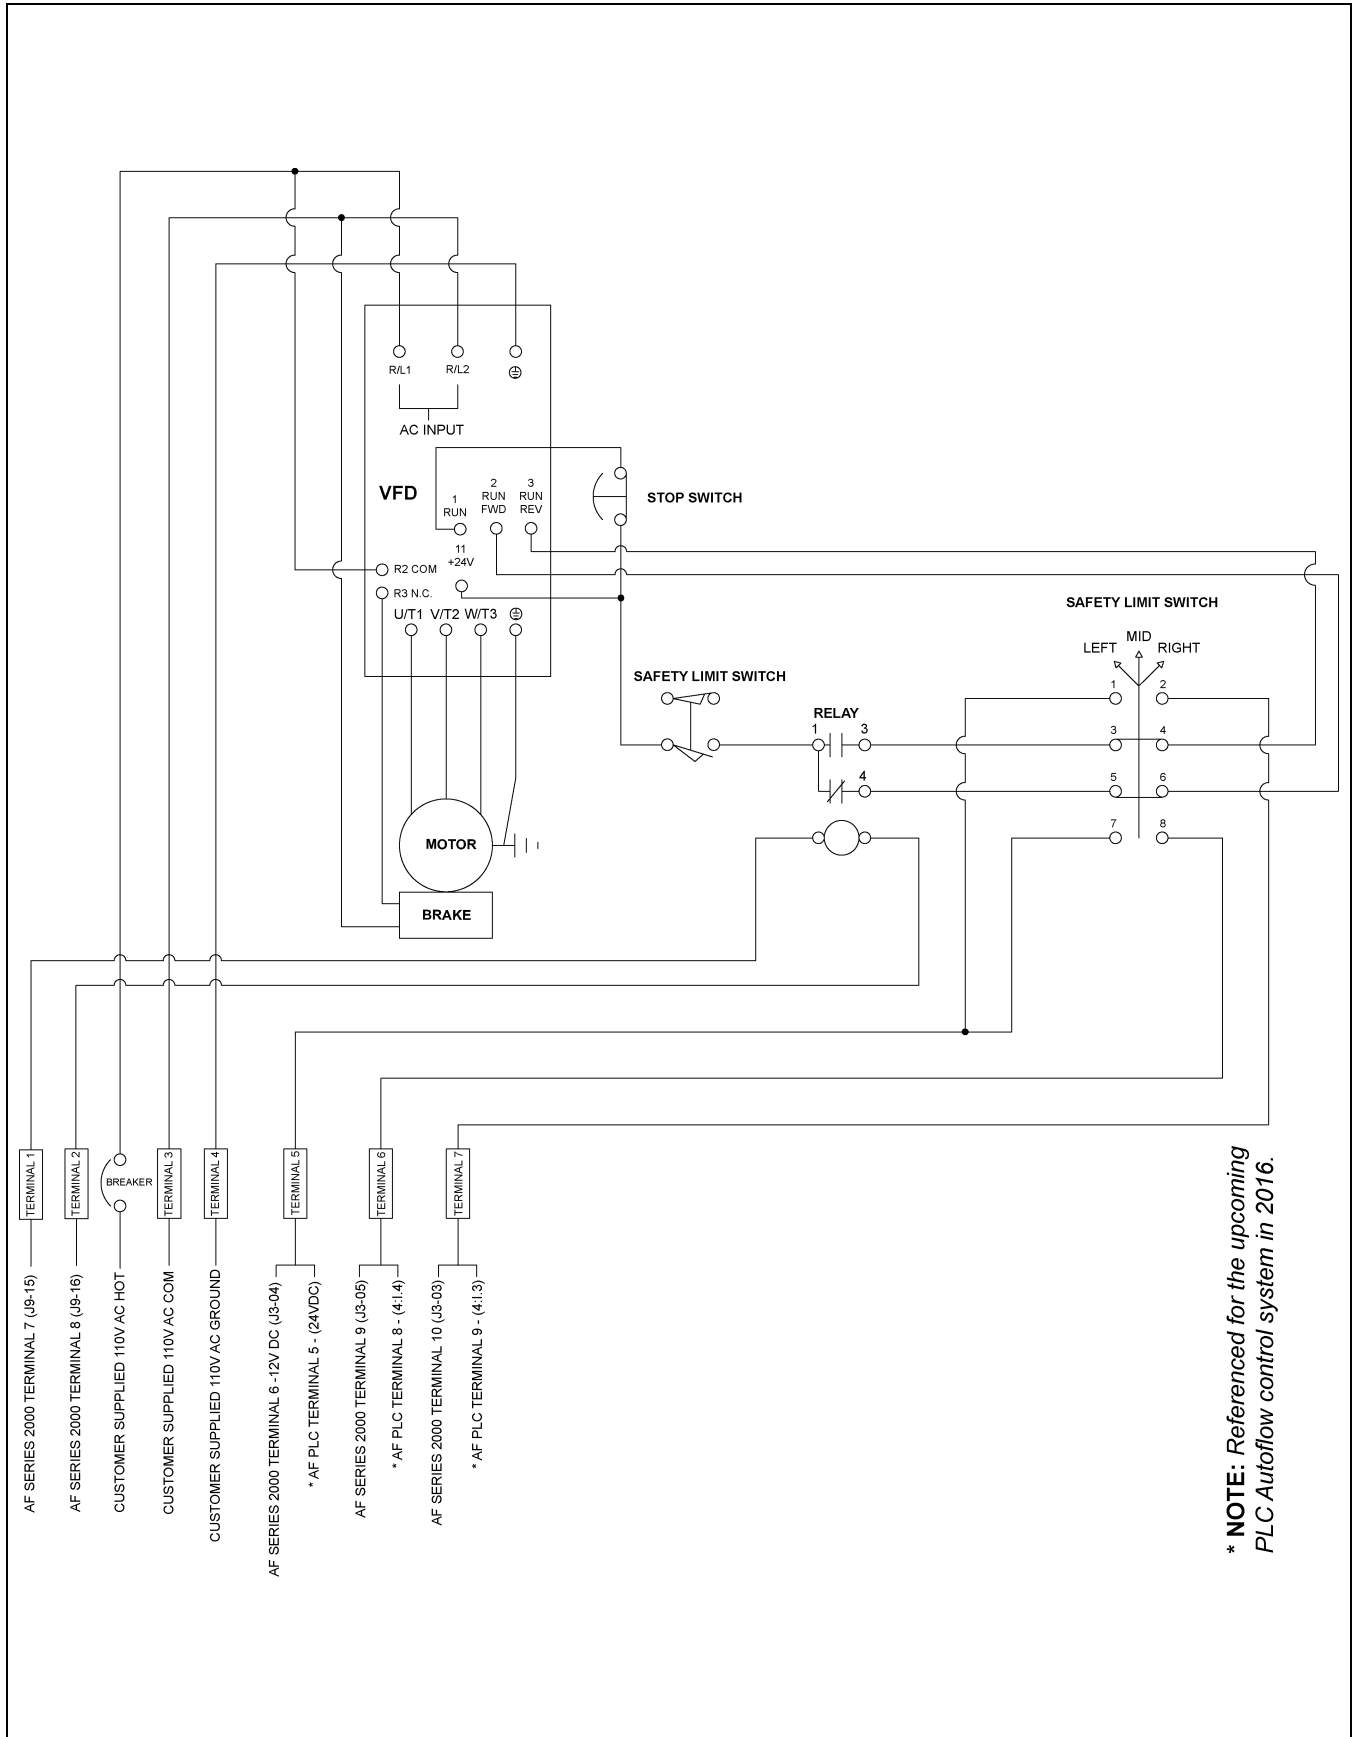 R/L1
R/L2
AC INPUT
VFD
1
RUN
2
RUN
FWD
3
RUN
REV
STOP SWITCH
11
+24V
R2 COM
R3 N.C.
U/T1 V/T2 W/T3
SAFETY LIMIT SWITCH
MID
LEFT
RIGHT
SAFETY LIMIT SWITCH
1
2
RELAY
1
3
3
4
4
5
6
7
8
MOTOR
BRAKE
TERMINAL 1
TERMINAL 2
BREAKER
TERMINAL 3
TERMINAL 4
TERMINAL 5
TERMINAL 6
TERMINAL 7
AF SERIES 2000 TERMINAL 7 (J9-15)
AF SERIES 2000 TERMINAL 8 (J9-16)
CUSTOMER SUPPLIED 110V AC HOT
CUSTOMER SUPPLIED 110V AC COM
CUSTOMER SUPPLIED 110V AC GROUND
AF SERIES 2000 TERMINAL 6 -12V DC (J3-04)
* AF PLC TERMINAL 5 - (24VDC)
AF SERIES 2000 TERMINAL 9 (J3-05)
* AF PLC TERMINAL 8 - (4:I.4)
AF SERIES 2000 TERMINAL 10 (J3-03)
* AF PLC TERMINAL 9 - (4:I.3)
* NOTE: Referenced for the upcoming
PLC Autoflow control system in 2016.